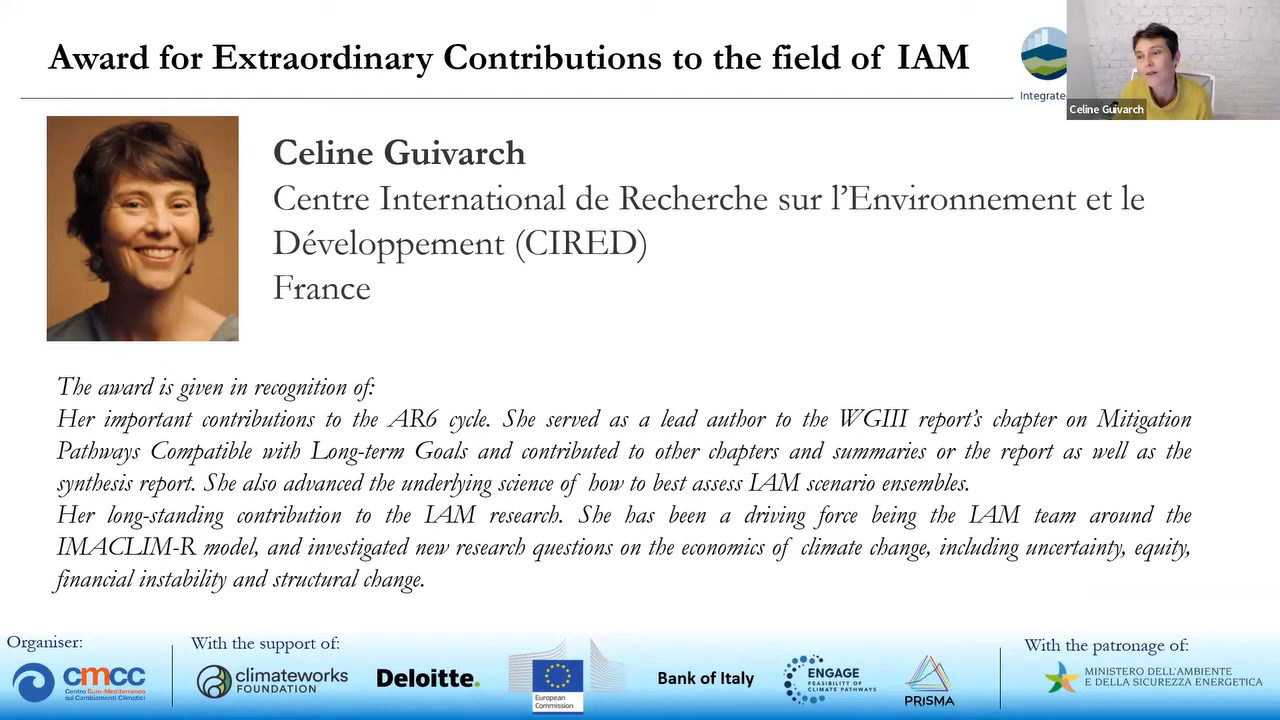 Award for Extraordinary Contributions to the field of IAM
Integrate
Celine Guivarch
Celine Guivarch
Centre International de Recherche sur l'Environnement et le
Développement (CIRED)
France
The award is given in recognition of:
Her important contributions to the AR6 cycle. She served as a lead author to the WGIII report's chapter on Mitigation
Pathways Compatible with Long-term Goals and contributed to other chapters and summaries or the report as well as the
synthesis report. She also advanced the underlying science of how to best assess IAM scenario ensembles.
Her long-standing contribution to the IAM research. She has been a driving force being the IAM team around the
IMACLIM-R model, and investigated new research questions on the economics of climate change, including uncertainty, equity,
financial instability and structural change.
Organiser:
With the support of:
With the patronage of:
cmcc
Centro Euro-Mediterraneo
sui Cambiamenti Climatici
climateworks
FOUNDATION
Deloitte.
European
Commission
Bank of Italy
ENGAGE
FEASIBILITY OF
CLIMATE PATHWAYS
PRISMA
MINISTERO DELL'AMBIENTE
E DELLA SICUREZZA ENERGETICA